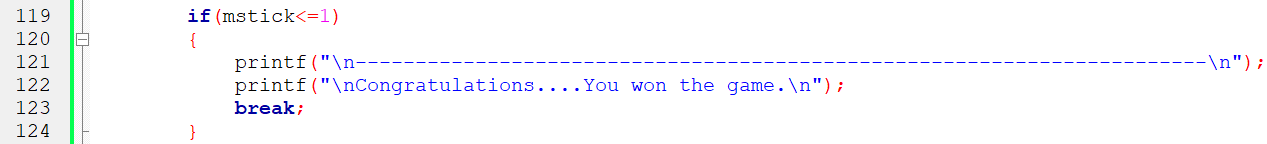 119 if(mstick<=1)
120 {
121 printf("\n-----------------------------------------------------------------------\n");
122 printf("\nCongratulations....You won the game.\n");
123 break;
124 }